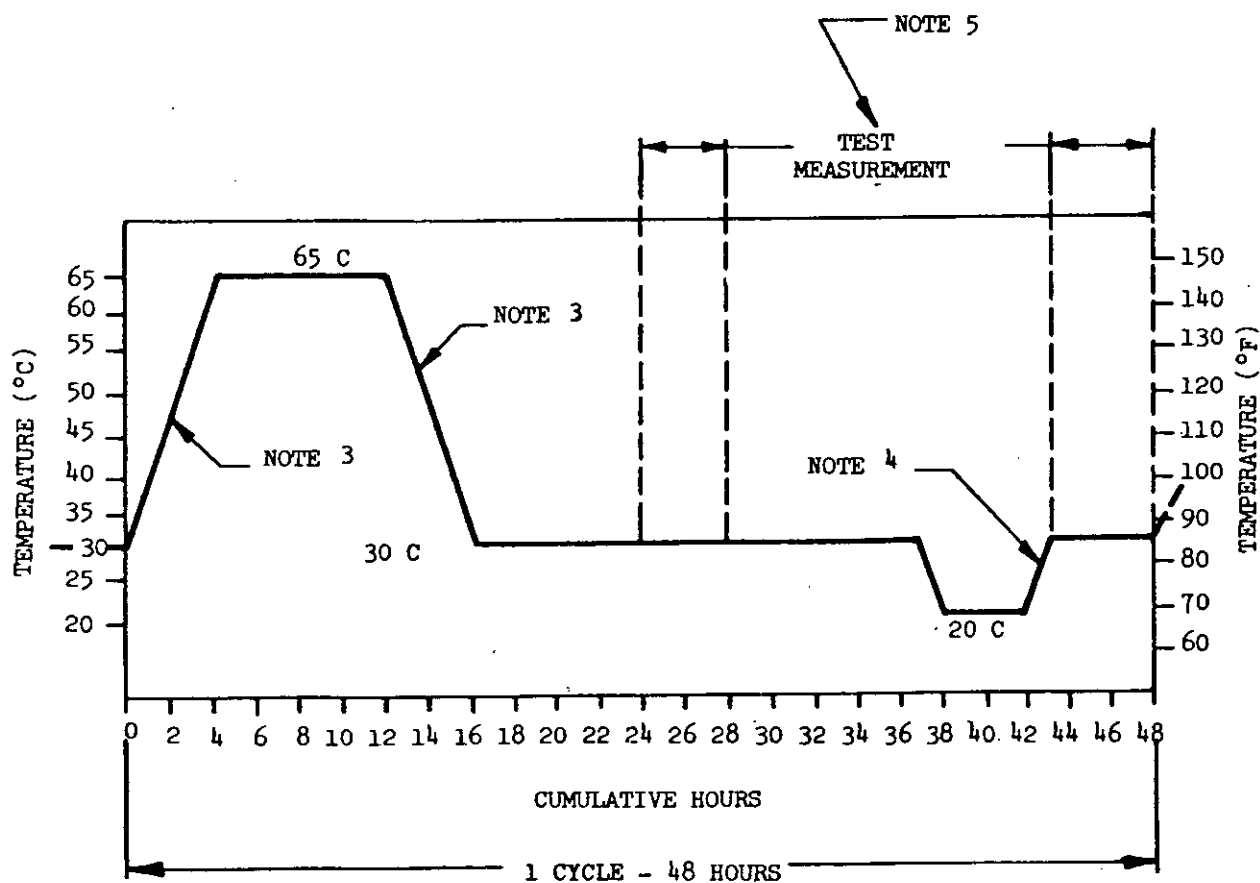 NOTE 5
TEST
MEASUREMENT
65 C
NOTE 3
NOTE 3
NOTE 4
30 C
20 C
TEMPERATURE (°C)
65
60
55
50
45
40
35
30
25
20
150
140
130
120
110
100
90
80
70
60
TEMPERATURE (°F)
0 2 4 6 8 10 12 14 16 18 20 22 24 26 28 30 32 34 36 38 40 42 44 46 48
CUMULATIVE HOURS
1 CYCLE - 48 HOURS